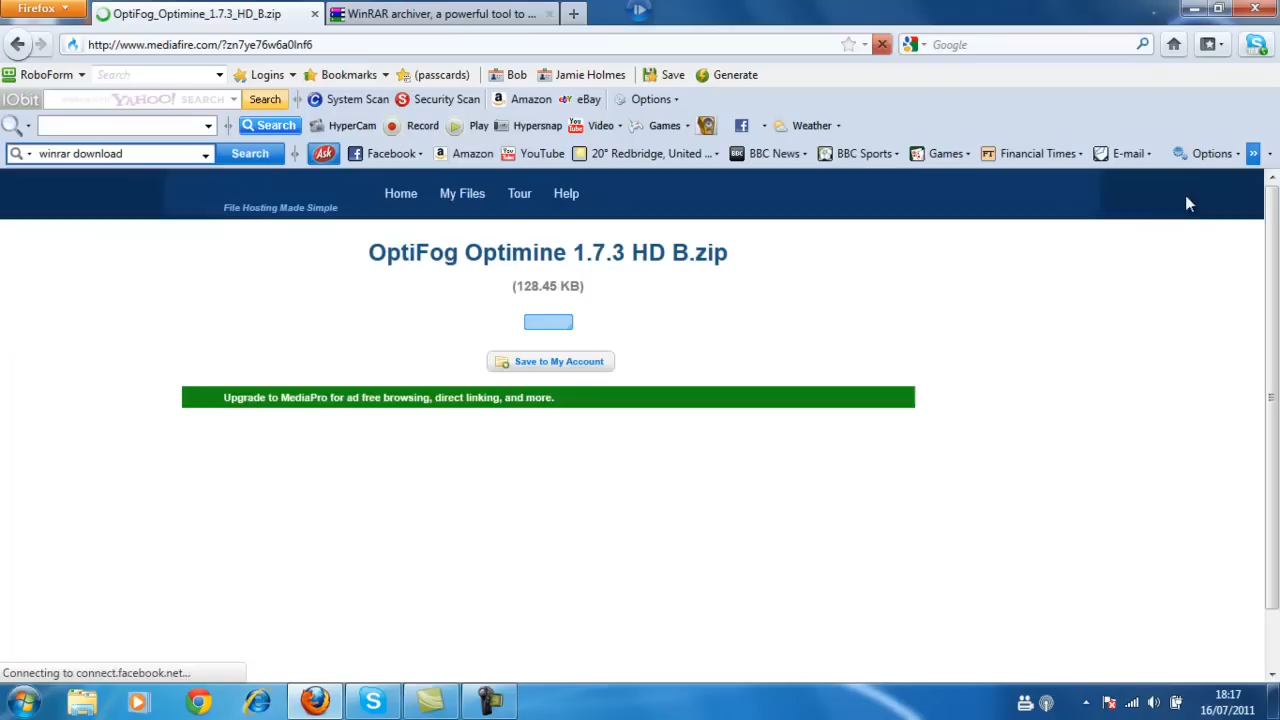 Firefox
OptiFog_Optimine_1.7.3_HD_B.zip
WinRAR archiver, a powerful tool to ...
http://www.mediafire.com/?zn7ye76w6a0lnf6
Google
RoboForm Search Logins Bookmarks (passcards) Bob Jamie Holmes Save Generate
IObit YAHOO! SEARCH Search System Scan Security Scan Amazon eBay Options
Search HyperCam Record Play Hypersnap Video Games Weather
winrar download Search Ask Facebook Amazon YouTube 20° Redbridge, United ... BBC News BBC Sports Games Financial Times E-mail Options
Home My Files Tour Help
File Hosting Made Simple
OptiFog Optimine 1.7.3 HD B.zip
(128.45 KB)
Save to My Account
Upgrade to MediaPro for ad free browsing, direct linking, and more.
Connecting to connect.facebook.net...
18:17
16/07/2011